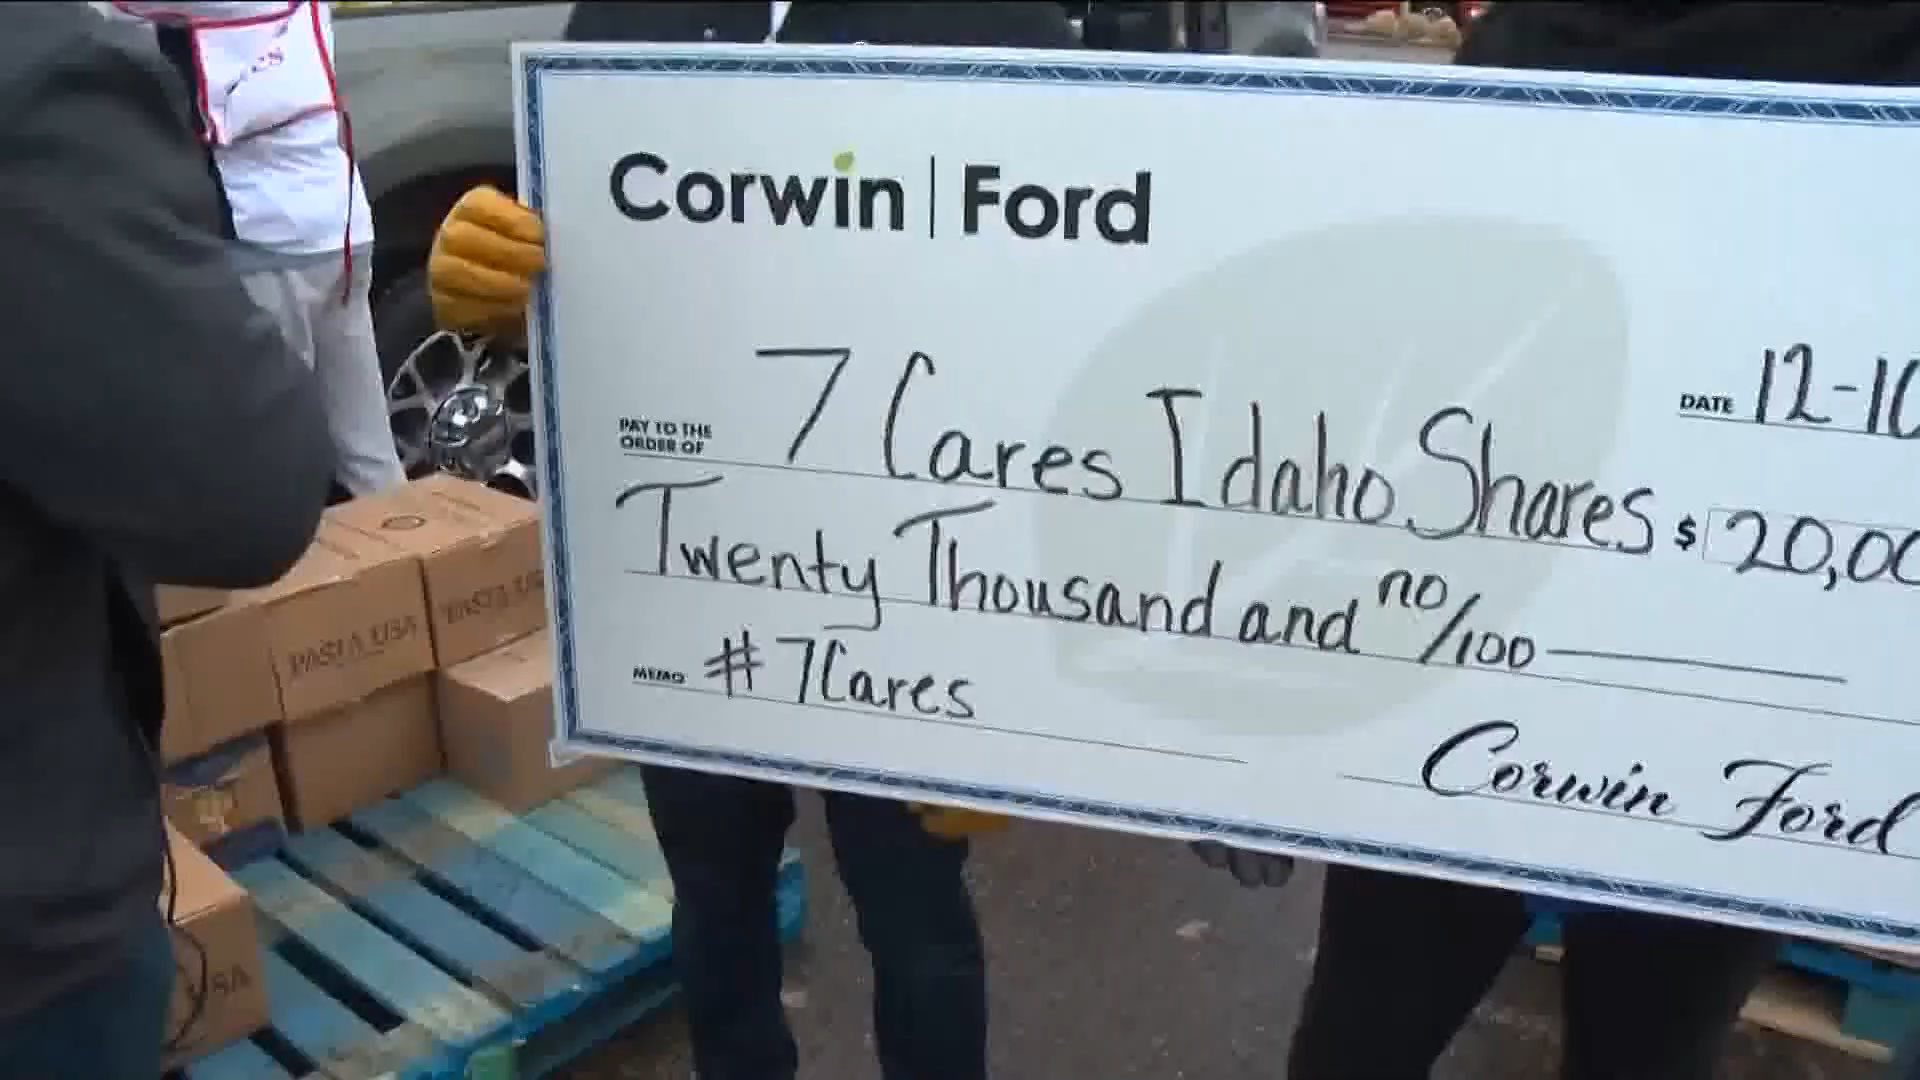 Corwin | Ford
DATE 12-10
PAY TO THE
ORDER OF
7 Cares Idaho Shares $ 20,00
Twenty Thousand and no/100
MEMO #7Cares
Corwin Ford
PASTA USA
PASTA US
USA